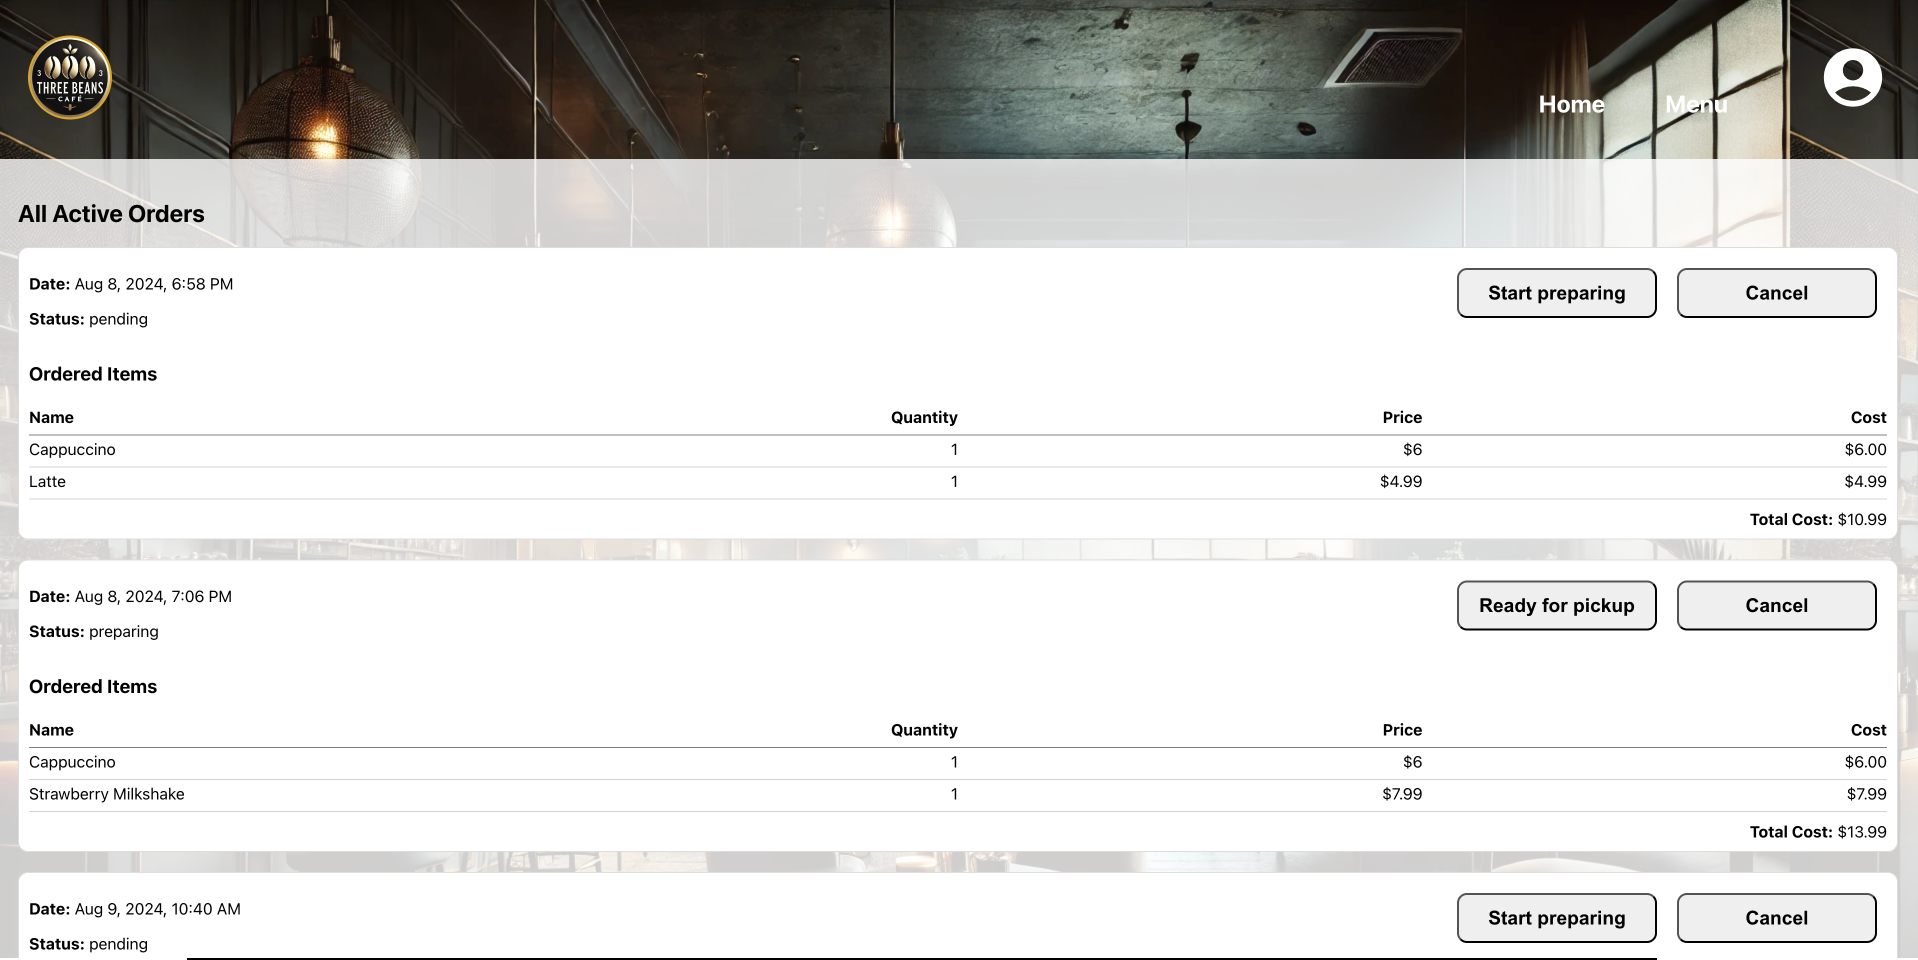 3 3
THREE BEANS
CAFÉ
Home Menu
All Active Orders
Date: Aug 8, 2024, 6:58 PM
Start preparing Cancel
Status: pending
Ordered Items
Name Quantity Price Cost
Cappuccino 1 $6 $6.00
Latte 1 $4.99 $4.99
Total Cost: $10.99
Date: Aug 8, 2024, 7:06 PM
Ready for pickup Cancel
Status: preparing
Ordered Items
Name Quantity Price Cost
Cappuccino 1 $6 $6.00
Strawberry Milkshake 1 $7.99 $7.99
Total Cost: $13.99
Date: Aug 9, 2024, 10:40 AM
Start preparing Cancel
Status: pending